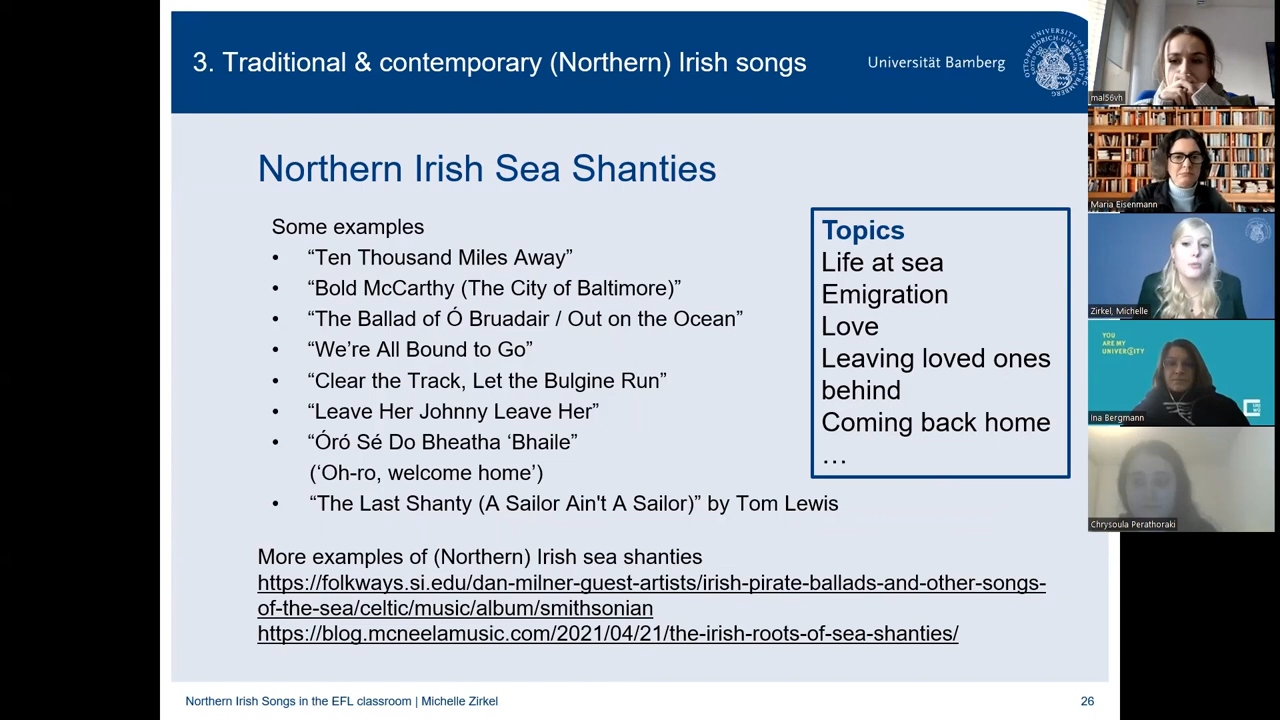 3. Traditional & contemporary (Northern) Irish songs
Universität Bamberg
Northern Irish Sea Shanties
Some examples
• “Ten Thousand Miles Away”
• “Bold McCarthy (The City of Baltimore)”
• “The Ballad of Ó Bruadair / Out on the Ocean”
• “We’re All Bound to Go”
• “Clear the Track, Let the Bulgine Run”
• “Leave Her Johnny Leave Her”
• “Óró Sé Do Bheatha ‘Bhaile”
(‘Oh-ro, welcome home’)
• “The Last Shanty (A Sailor Ain't A Sailor)” by Tom Lewis
Topics
Life at sea
Emigration
Love
Leaving loved ones
behind
Coming back home
…
More examples of (Northern) Irish sea shanties
https://folkways.si.edu/dan-milner-guest-artists/irish-pirate-ballads-and-other-songs-
of-the-sea/celtic/music/album/smithsonian
https://blog.mcneelamusic.com/2021/04/21/the-irish-roots-of-sea-shanties/
Northern Irish Songs in the EFL classroom | Michelle Zirkel
26
mal56vh
Maria Eisenmann
Zirkel, Michelle
YOU
ARE MY
Ina Bergmann
Chrysoula Perathoraki